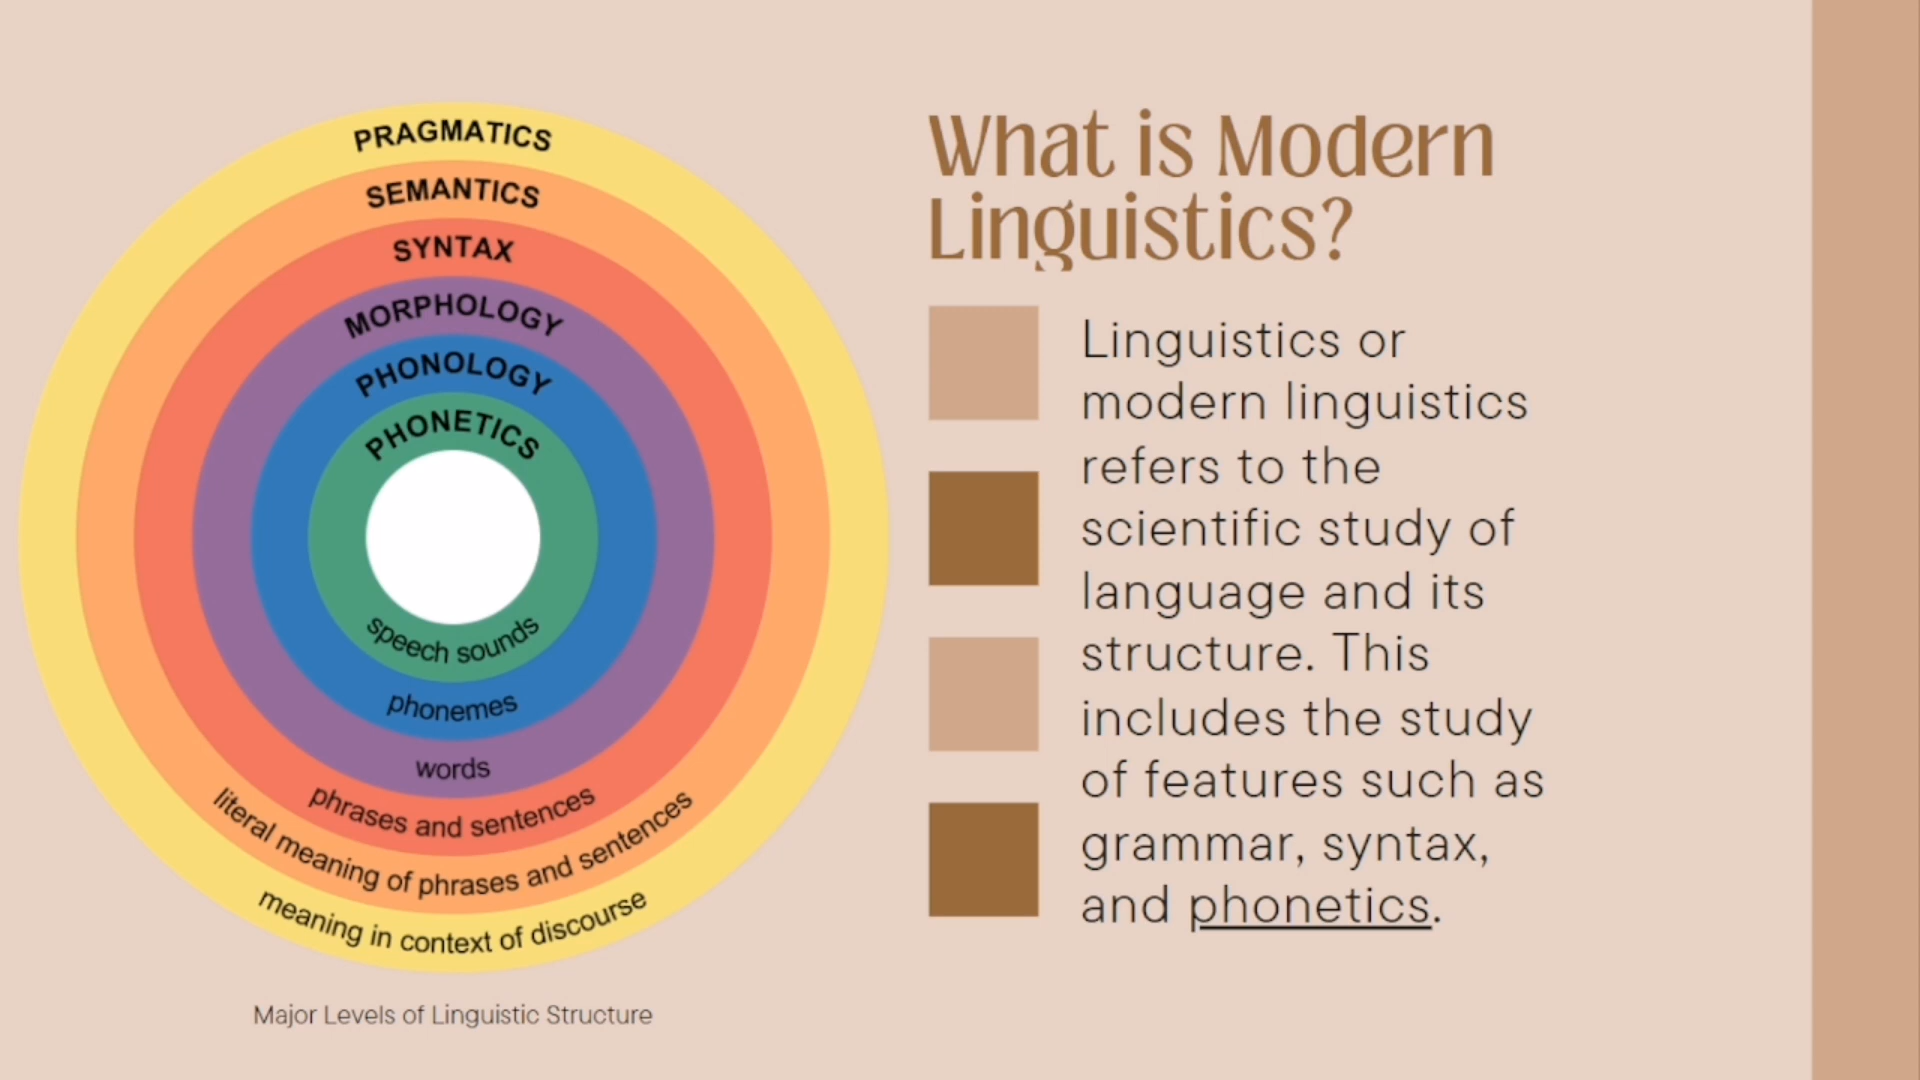 PRAGMATICS
SEMANTICS
SYNTAX
MORPHOLOGY
PHONOLOGY
PHONETICS
speech sounds
phonemes
words
phrases and sentences
literal meaning of phrases and sentences
meaning in context of discourse
Major Levels of Linguistic Structure
What is Modern
Linguistics?
Linguistics or
modern linguistics
refers to the
scientific study of
language and its
structure. This
includes the study
of features such as
grammar, syntax,
and phonetics.